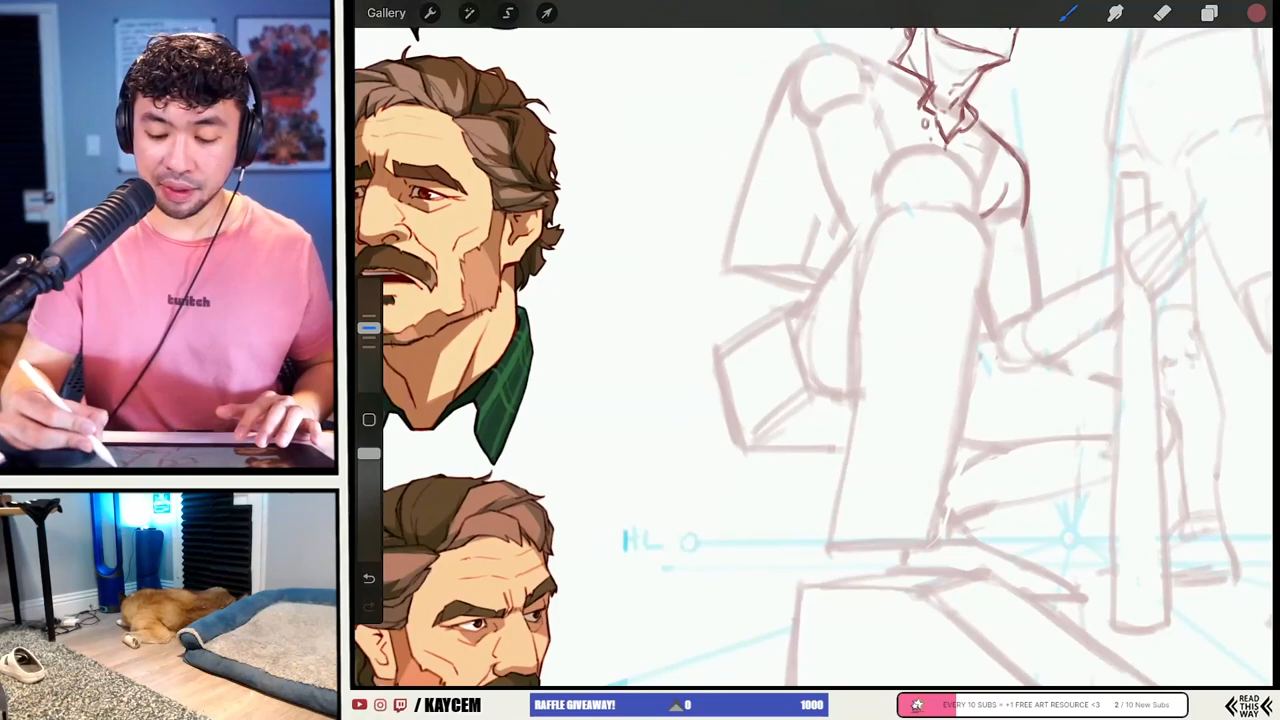 Gallery
twitch
HL
/ KAYCEM
RAFFLE GIVEAWAY! 0 1000
EVERY 10 SUBS = +1 FREE ART RESOURCE <3 2 / 10 New Subs
READ
THIS
WAY